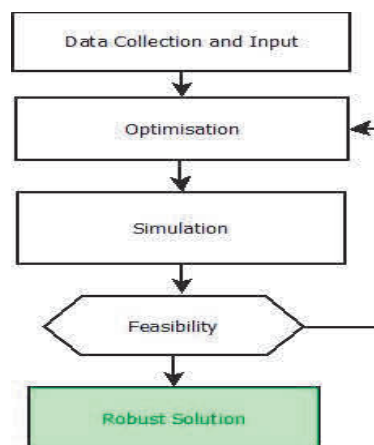 Data Collection and Input
Optimisation
Simulation
Feasibility
Robust Solution